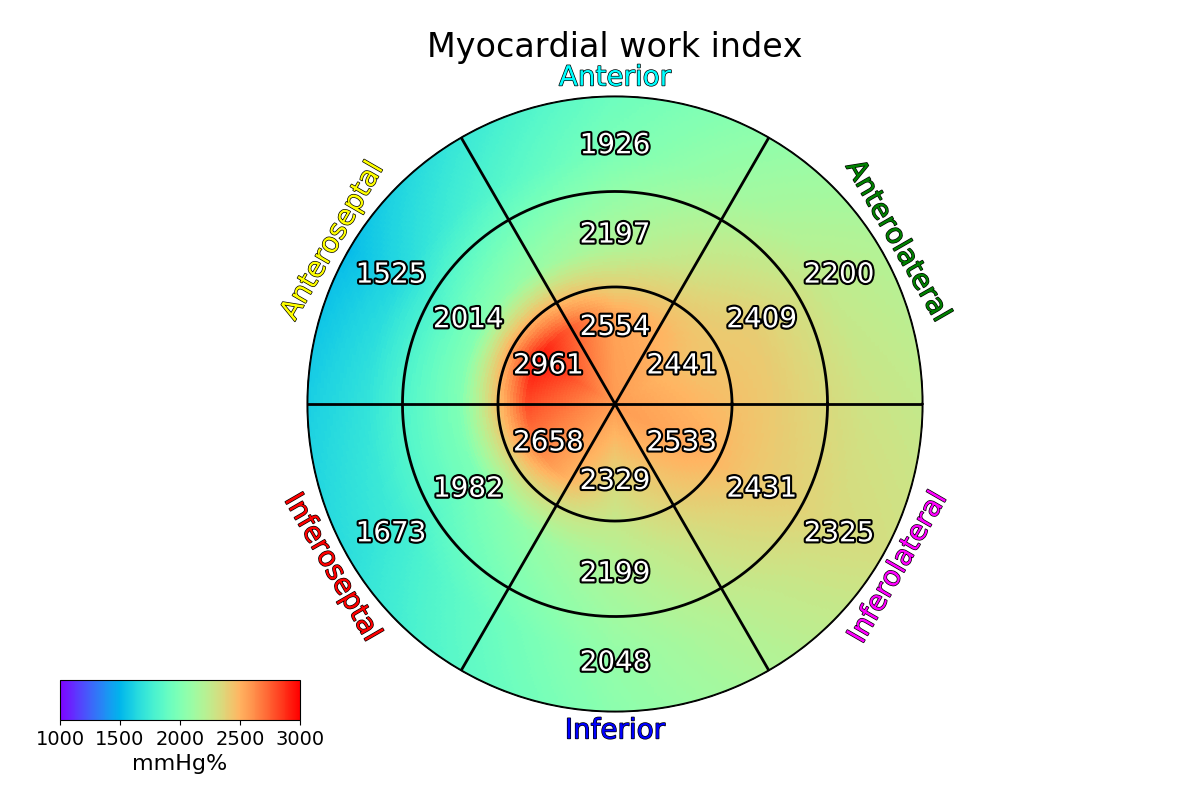 Myocardial work index
Anterior
1926
Anteroseptal
Anterolateral
2197
1525
2200
2014
2409
2554
2961
2441
2658
2533
2329
1982
2431
1673
2325
Inferoseptal
Inferolateral
2199
2048
Inferior
1000 1500 2000 2500 3000
mmHg%